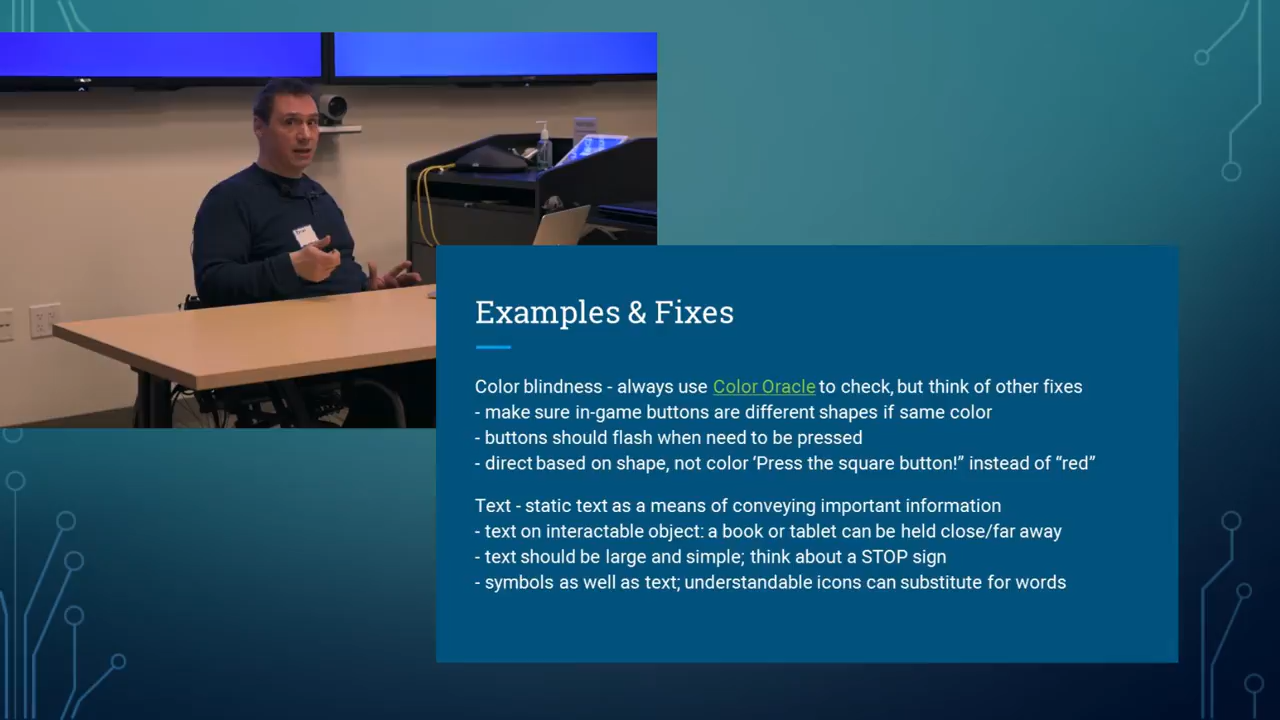 Examples & Fixes
Color blindness - always use Color Oracle to check, but think of other fixes
- make sure in-game buttons are different shapes if same color
- buttons should flash when need to be pressed
- direct based on shape, not color ‘Press the square button!” instead of “red”
Text - static text as a means of conveying important information
- text on interactable object: a book or tablet can be held close/far away
- text should be large and simple; think about a STOP sign
- symbols as well as text; understandable icons can substitute for words